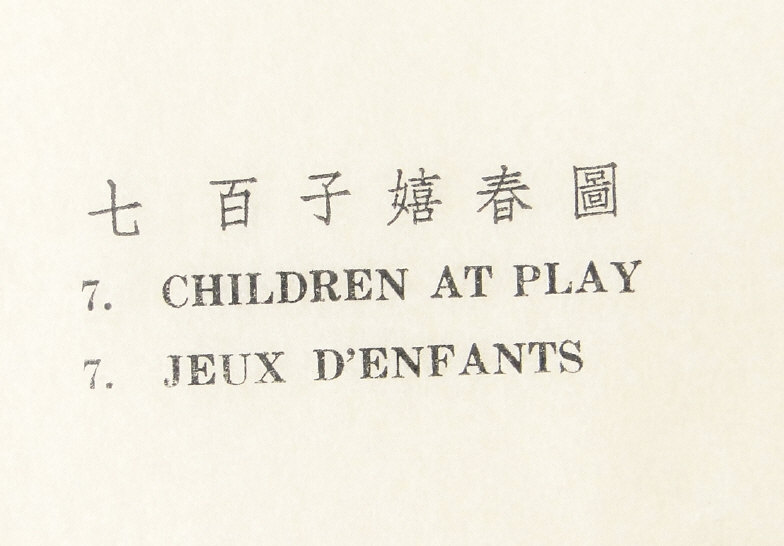 七 百子嬉春圖
7. CHILDREN AT PLAY
7. JEUX D'ENFANTS